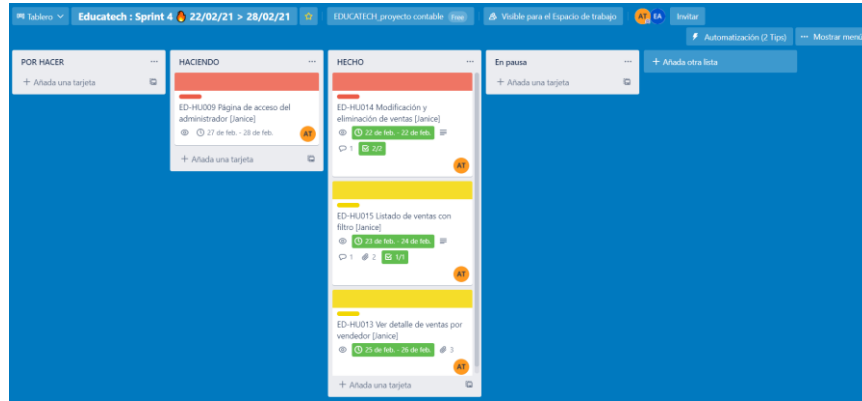 Tablero
Educatech : Sprint 4 🔥 22/02/21 > 28/02/21
EDUCATECH_proyecto contable Free
Visible para el Espacio de trabajo
AT EA
Invitar
Automatización (2 Tips)
Mostrar menú
POR HACER
+ Añada una tarjeta
HACIENDO
ED-HU009 Página de acceso del
administrador [Janice]
27 de feb. - 28 de feb.
AT
+ Añada una tarjeta
HECHO
ED-HU014 Modificación y
eliminación de ventas [Janice]
22 de feb. - 22 de feb.
1 2/2
AT
ED-HU015 Listado de ventas con
filtro [Janice]
23 de feb. - 24 de feb.
1 2 1/1
AT
ED-HU013 Ver detalle de ventas por
vendedor [Janice]
25 de feb. - 26 de feb. 3
AT
+ Añada una tarjeta
En pausa
+ Añada una tarjeta
+ Añada otra lista